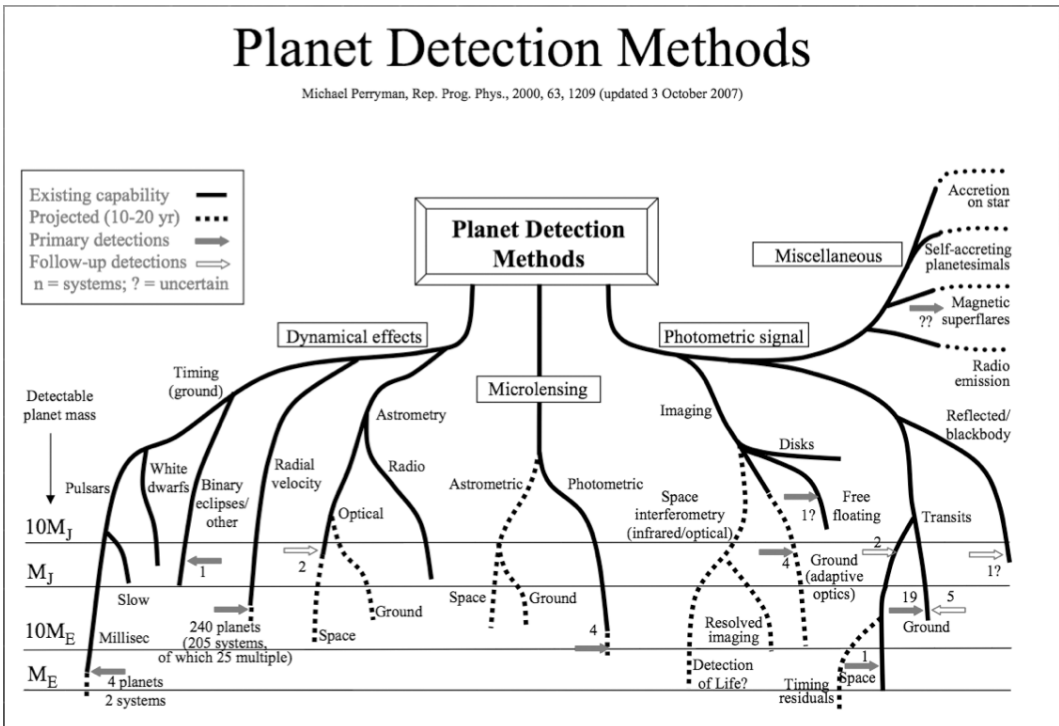 Planet Detection Methods
Michael Perryman, Rep. Prog. Phys., 2000, 63, 1209 (updated 3 October 2007)
Existing capability
Projected (10-20 yr)
Primary detections
Follow-up detections
n = systems; ? = uncertain
Planet Detection
Methods
Miscellaneous
Accretion
on star
Self-accreting
planetesimals
Magnetic
superflares
??
Radio
emission
Dynamical effects
Photometric signal
Microlensing
Detectable
planet mass
Timing
(ground)
Astrometry
Imaging
Reflected/
blackbody
Disks
Pulsars
White
dwarfs
Binary
eclipses/
other
Radial
velocity
Radio
Optical
Astrometric
Photometric
Space
interferometry
(infrared/optical)
1?
Free
floating
Transits
10M_J
1
2
4
Ground
(adaptive
optics)
2
1?
M_J
Slow
Space
Ground
Space
Ground
19
5
Ground
10M_E
Millisec
240 planets
(205 systems,
of which 25 multiple)
4
Resolved
imaging
M_E
4 planets
2 systems
Detection
of Life?
Timing
residuals
1
Space